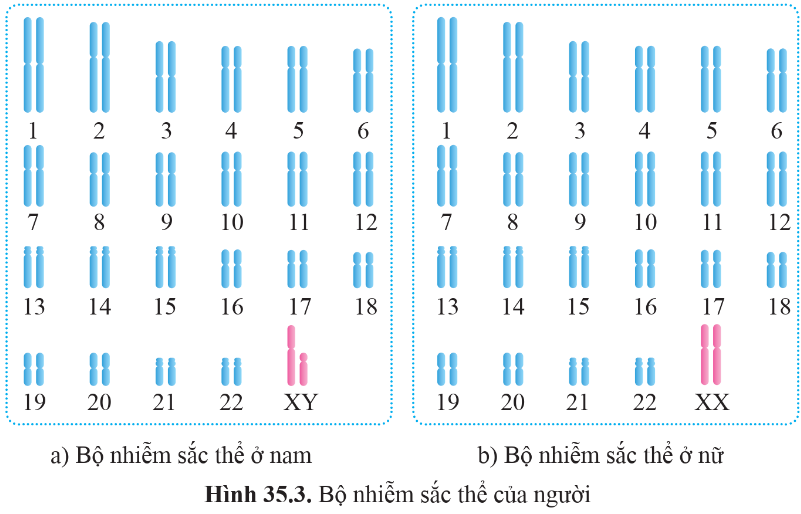 1 2 3 4 5 6
7 8 9 10 11 12
13 14 15 16 17 18
19 20 21 22 XY
a) Bộ nhiễm sắc thể ở nam
1 2 3 4 5 6
7 8 9 10 11 12
13 14 15 16 17 18
19 20 21 22 XX
b) Bộ nhiễm sắc thể ở nữ
Hình 35.3. Bộ nhiễm sắc thể của người